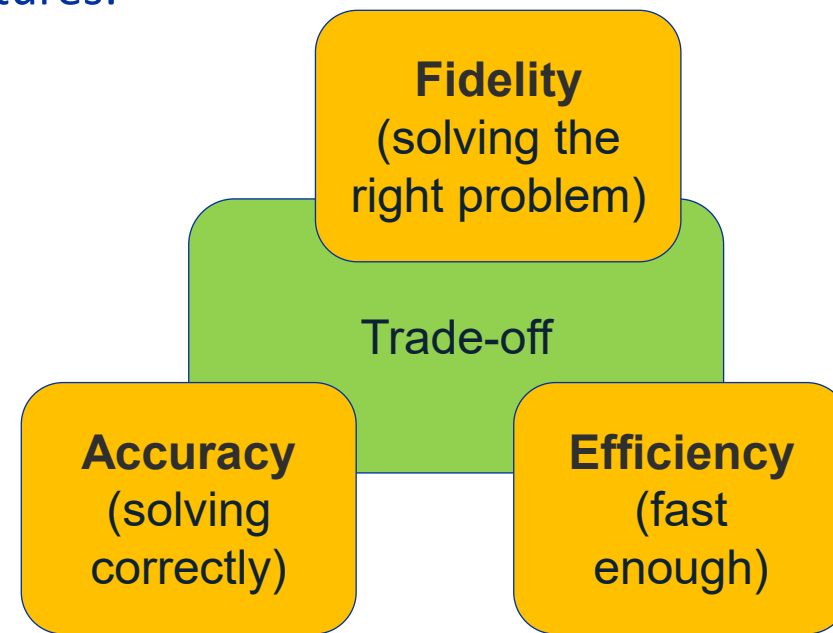 Fidelity
(solving the
right problem)
Trade-off
Accuracy
(solving
correctly)
Efficiency
(fast
enough)